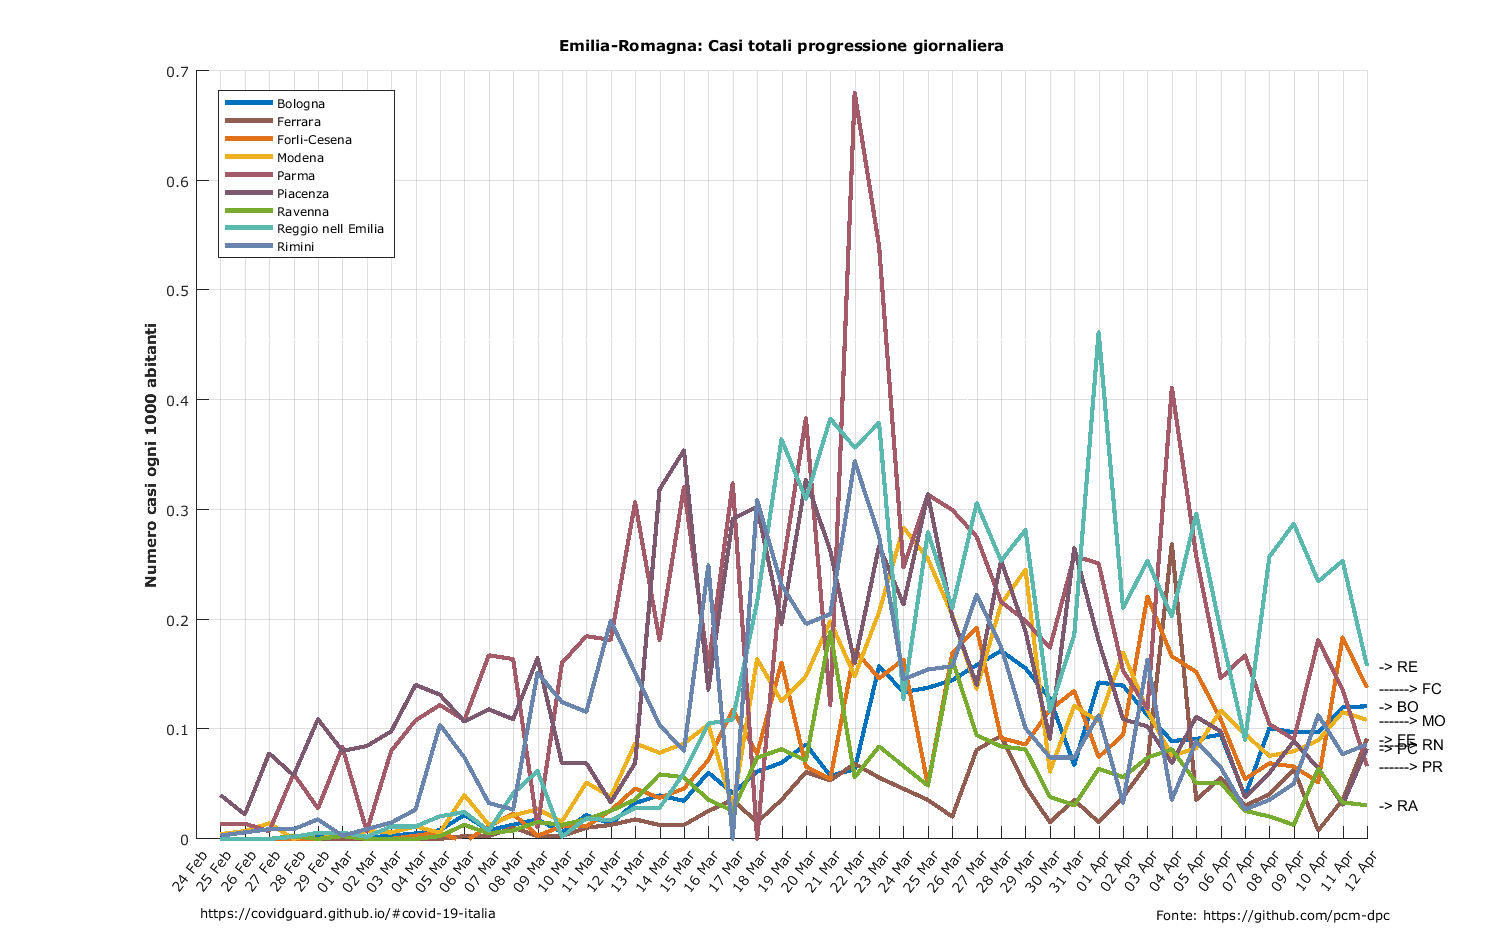 Emilia-Romagna: Casi totali progressione giornaliera
Numero casi ogni 1000 abitanti
0.7
0.6
0.5
0.4
0.3
0.2
0.1
0
Bologna
Ferrara
Forli-Cesena
Modena
Parma
Piacenza
Ravenna
Reggio nell Emilia
Rimini
-> RE
------> FC
-> BO
------> MO
-> FE
------> RN
-> PC
------> PR
-> RA
24 Feb
25 Feb
26 Feb
27 Feb
28 Feb
29 Feb
01 Mar
02 Mar
03 Mar
04 Mar
05 Mar
06 Mar
07 Mar
08 Mar
09 Mar
10 Mar
11 Mar
12 Mar
13 Mar
14 Mar
15 Mar
16 Mar
17 Mar
18 Mar
19 Mar
20 Mar
21 Mar
22 Mar
23 Mar
24 Mar
25 Mar
26 Mar
27 Mar
28 Mar
29 Mar
30 Mar
31 Mar
01 Apr
02 Apr
03 Apr
04 Apr
05 Apr
06 Apr
07 Apr
08 Apr
09 Apr
10 Apr
11 Apr
12 Apr
https://covidguard.github.io/#covid-19-italia
Fonte: https://github.com/pcm-dpc